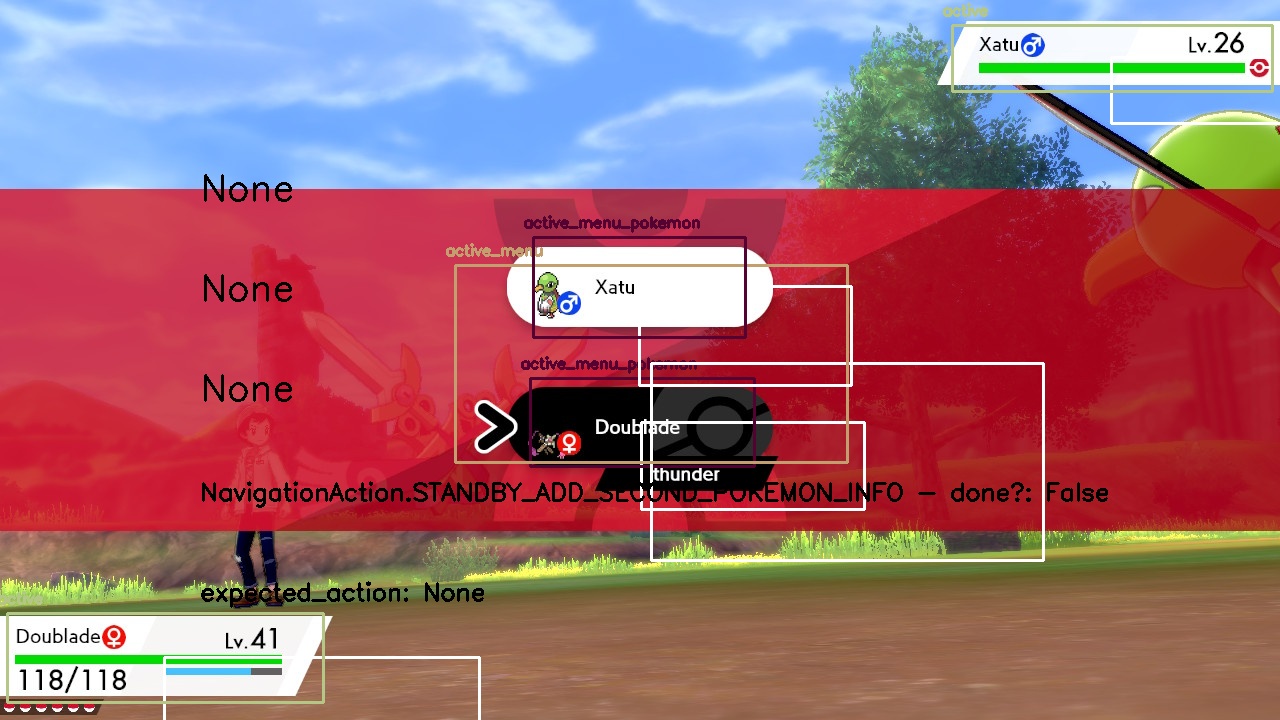 active
Xatu Lv.26
None
active_menu_pokemon
active_menu
Xatu
None
active_menu_pokemon
None
Doublade
thunder
NavigationAction.STANDBY_ADD_SECOND_POKEMON_INFO - done?: False
expected_action: None
Doublade Lv.41
118/118